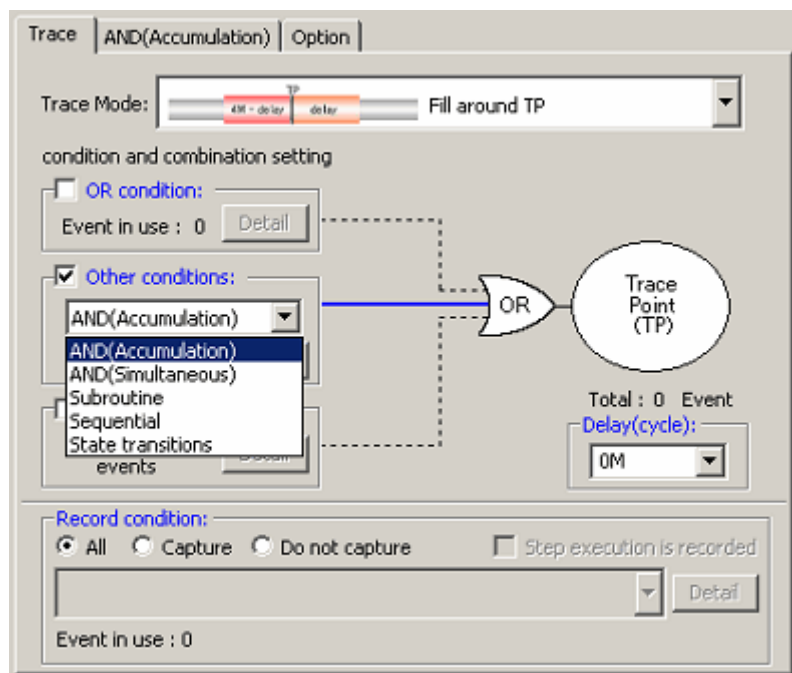 Trace AND(Accumulation) Option
Trace Mode: 4M - delay TP delay Fill around TP
condition and combination setting
OR condition:
Event in use : 0 Detail
Other conditions:
AND(Accumulation)
AND(Accumulation)
AND(Simultaneous)
Subroutine
Sequential
State transitions
events
OR
Trace
Point
(TP)
Total : 0 Event
Delay(cycle):
0M
Record condition:
All Capture Do not capture Step execution is recorded
Detail
Event in use : 0